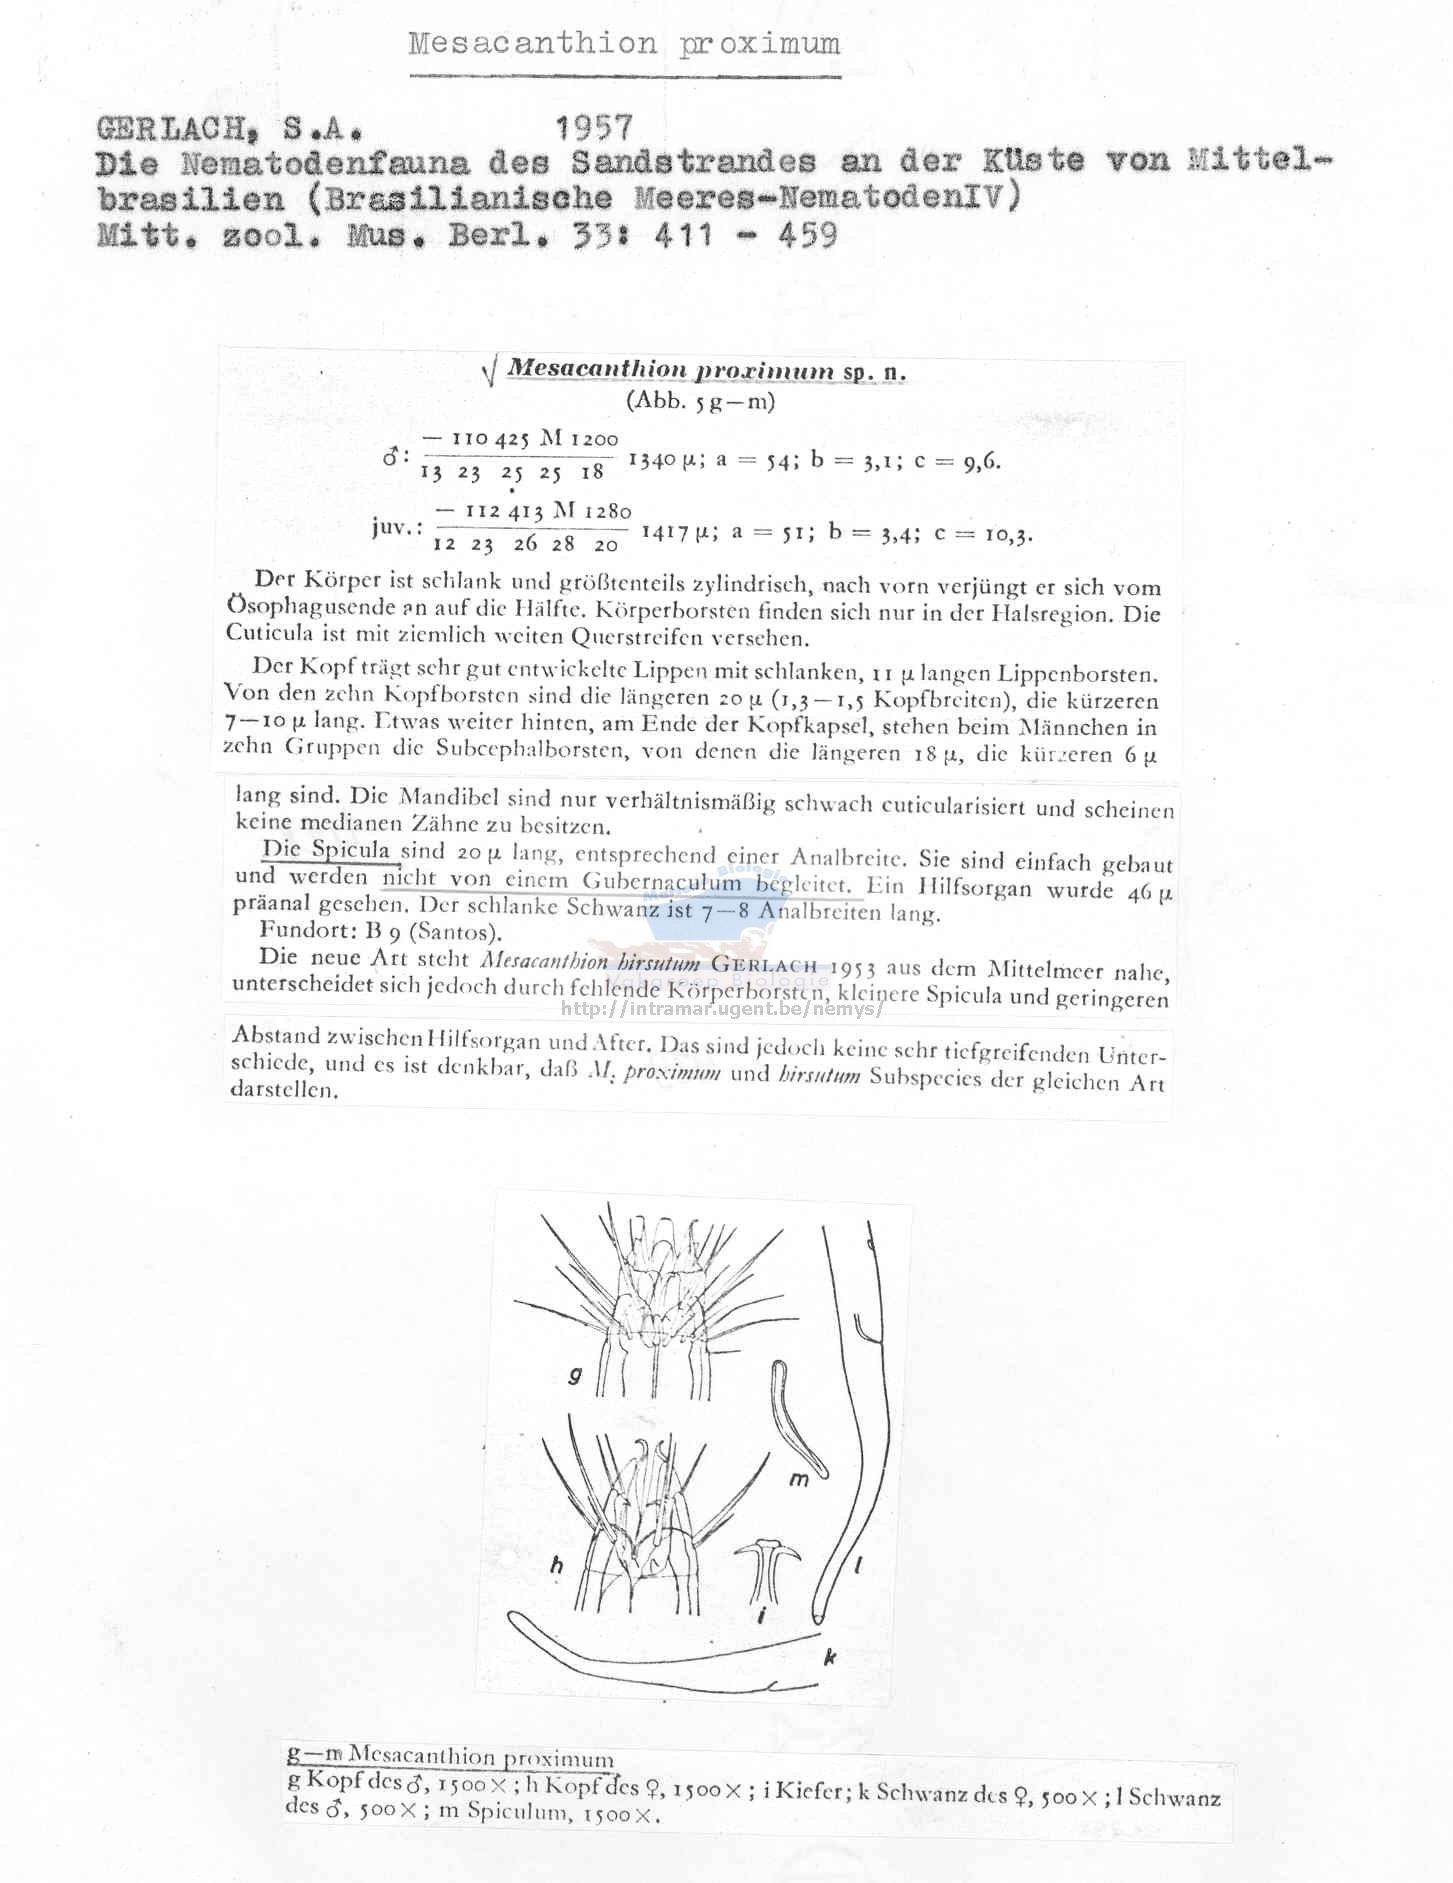 Mesacanthion proximum
GERLACH, S.A. 1957
Die Nematodenfauna des Sandstrandes an der Küste von Mittel-
brasilien (Brasilianische Meeres-NematodenIV)
Mitt. zool. Mus. Berl. 33: 411 - 459
√ Mesacanthion proximum sp. n.
(Abb. 5 g—m)
— 110 425 M 1200
♂: 1340 µ; a = 54; b = 3,1; c = 9,6.
13 23 25 25 18
— 112 413 M 1280
juv.: 1417 µ; a = 51; b = 3,4; c = 10,3.
12 23 26 28 20
Der Körper ist schlank und größtenteils zylindrisch, nach vorn verjüngt er sich vom
Ösophagusende an auf die Hälfte. Körperborsten finden sich nur in der Halsregion. Die
Cuticula ist mit ziemlich weiten Querstreifen versehen.
Der Kopf trägt sehr gut entwickelte Lippen mit schlanken, 11 µ langen Lippenborsten.
Von den zehn Kopfborsten sind die längeren 20 µ (1,3—1,5 Kopfbreiten), die kürzeren
7—10 µ lang. Etwas weiter hinten, am Ende der Kopfkapsel, stehen beim Männchen in
zehn Gruppen die Subcephalborsten, von denen die längeren 18 µ, die kürzeren 6 µ
lang sind. Die Mandibel sind nur verhältnismäßig schwach cuticularisiert und scheinen
keine medianen Zähne zu besitzen.
Die Spicula sind 20 µ lang, entsprechend einer Analbreite. Sie sind einfach gebaut
und werden nicht von einem Gubernaculum begleitet. Ein Hilfsorgan wurde 46 µ
präanal gesehen. Der schlanke Schwanz ist 7—8 Analbreiten lang.
Fundort: B 9 (Santos).
Die neue Art steht Mesacanthion hirsutum GERLACH 1953 aus dem Mittelmeer nahe,
unterscheidet sich jedoch durch fehlende Körperborsten, kleinere Spicula und geringeren
http://intramar.ugent.be/nemys/
Abstand zwischen Hilfsorgan und After. Das sind jedoch keine sehr tiefgreifenden Unter-
schiede, und es ist denkbar, daß M. proximum und hirsutum Subspecies der gleichen Art
darstellen.
g
m
h
i
l
k
g—m Mesacanthion proximum
g Kopf des ♂, 1500 × ; h Kopf des ♀, 1500 × ; i Kiefer; k Schwanz des ♀, 500 × ; l Schwanz
des ♂, 500 × ; m Spiculum, 1500 ×.